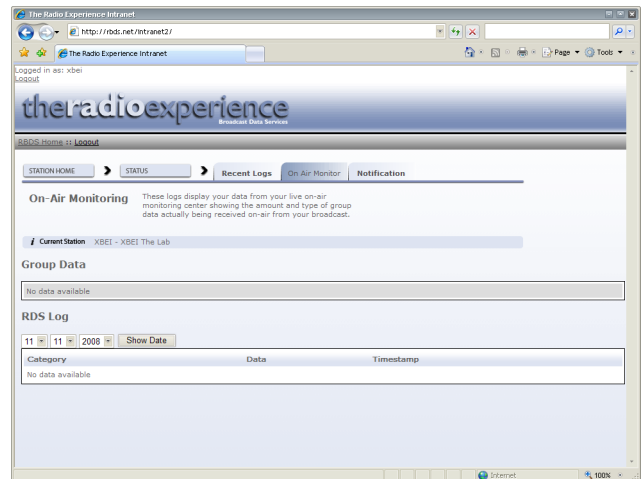 The Radio Experience Intranet
http://rbds.net/intranet2/
The Radio Experience Intranet
Page
Tools
Logged in as: xbei
Logout
theradioexperience
Broadcast Data Services
RBDS Home :: Logout
STATION HOME
STATUS
Recent Logs
On Air Monitor
Notification
On-Air Monitoring
These logs display your data from your live on-air
monitoring center showing the amount and type of group
data actually being received on-air from your broadcast.
i Current Station XBEI - XBEI The Lab
Group Data
No data available
RDS Log
11 11 2008 Show Date
Category Data Timestamp
No data available
Internet 100%